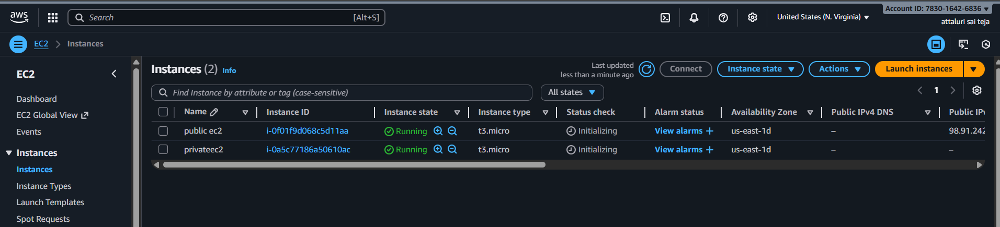 aws
Search [Alt+S]
United States (N. Virginia)
Account ID: 7830-1642-6836
attaluri sai teja
EC2 Instances
EC2
Dashboard
EC2 Global View
Events
Instances
Instances
Instance Types
Launch Templates
Spot Requests
Instances (2) Info
Last updated
less than a minute ago
Connect Instance state Actions Launch instances
Find Instance by attribute or tag (case-sensitive) All states 1
Name Instance ID Instance state Instance type Status check Alarm status Availability Zone Public IPv4 DNS Public IPv
public ec2 i-0f01f9d068c5d11aa Running t3.micro Initializing View alarms + us-east-1d – 98.91.242
privateec2 i-0a5c77186a50610ac Running t3.micro Initializing View alarms + us-east-1d – –